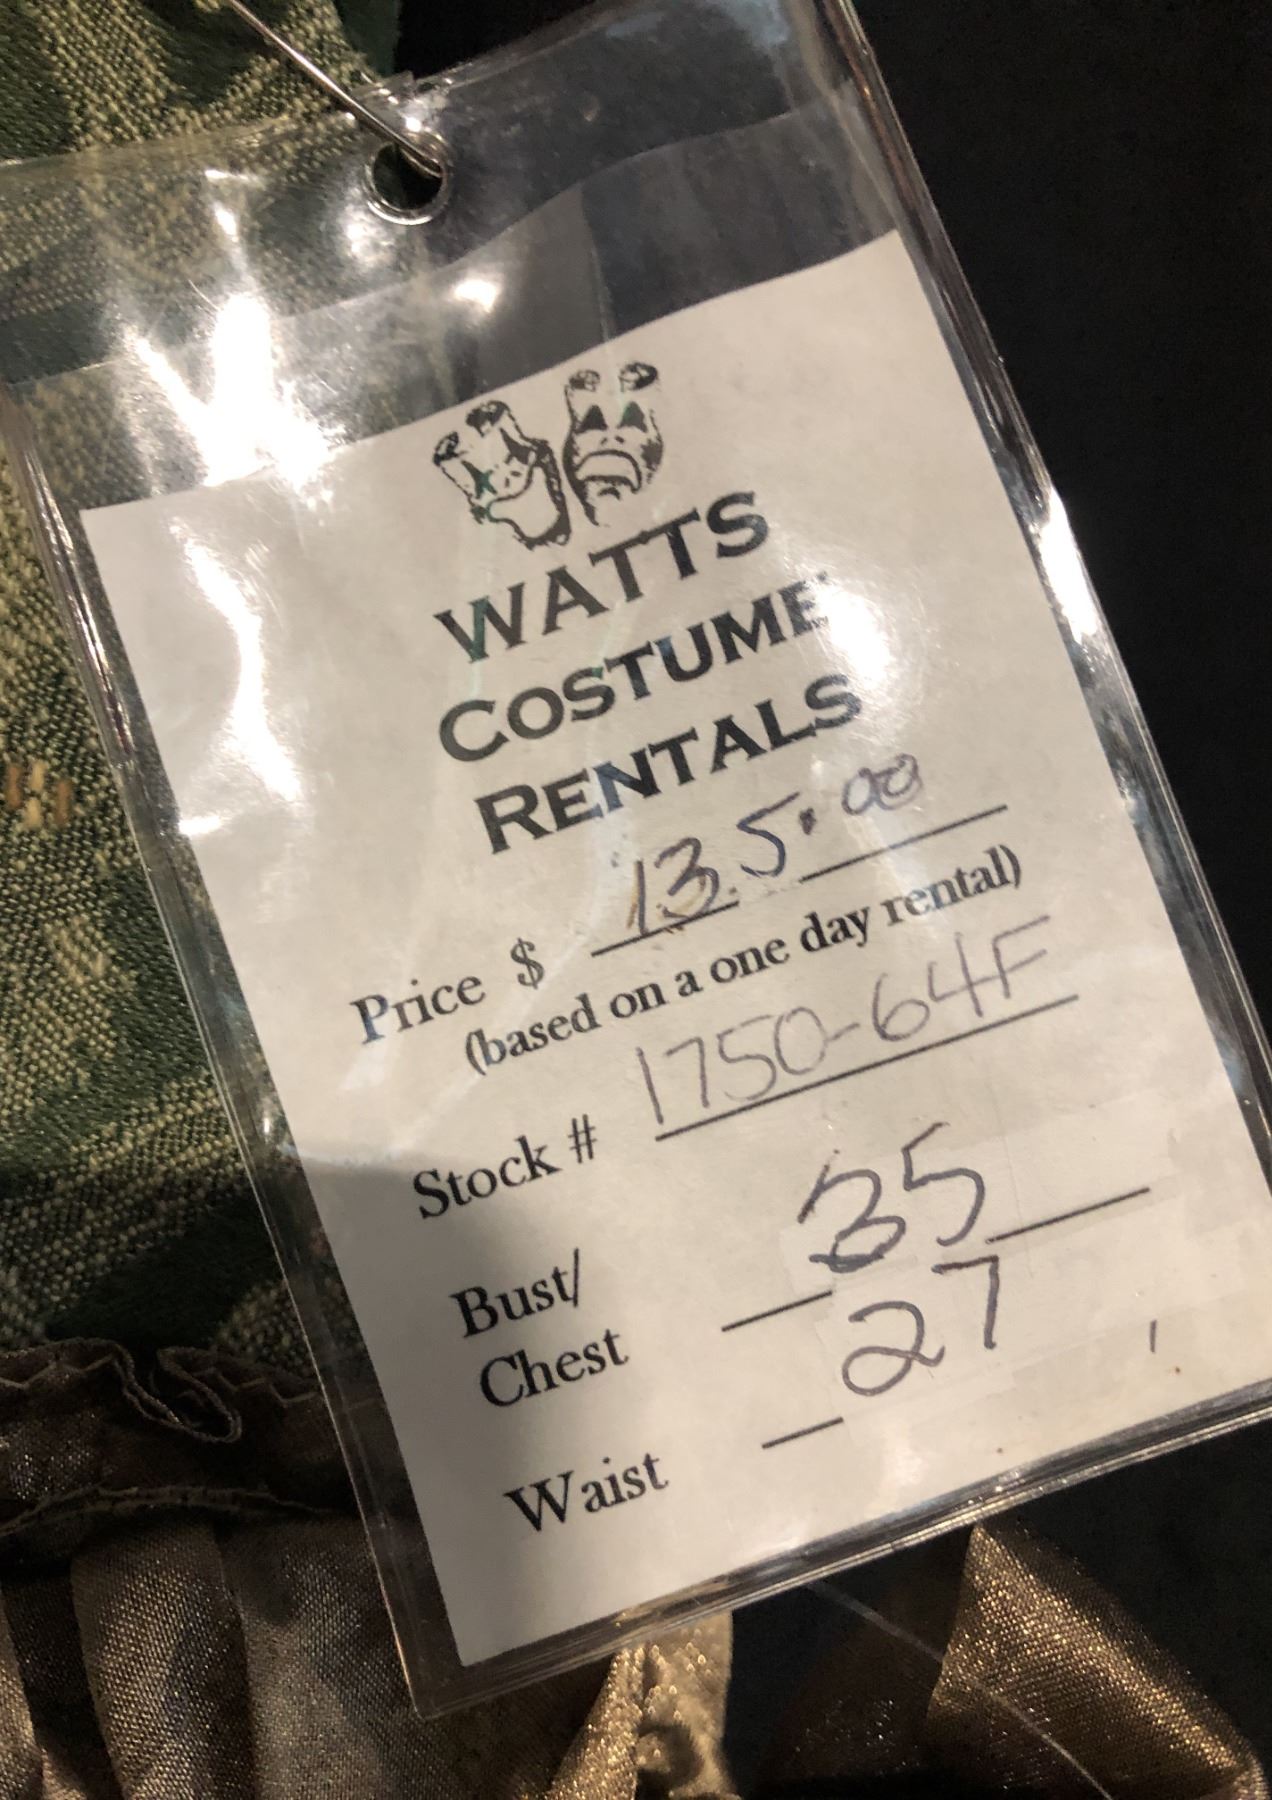 WATTS
COSTUME
RENTALS
Price $ 135.00
(based on a one day rental)
Stock # 1750-64F
Bust/ 35
Chest
Waist 27